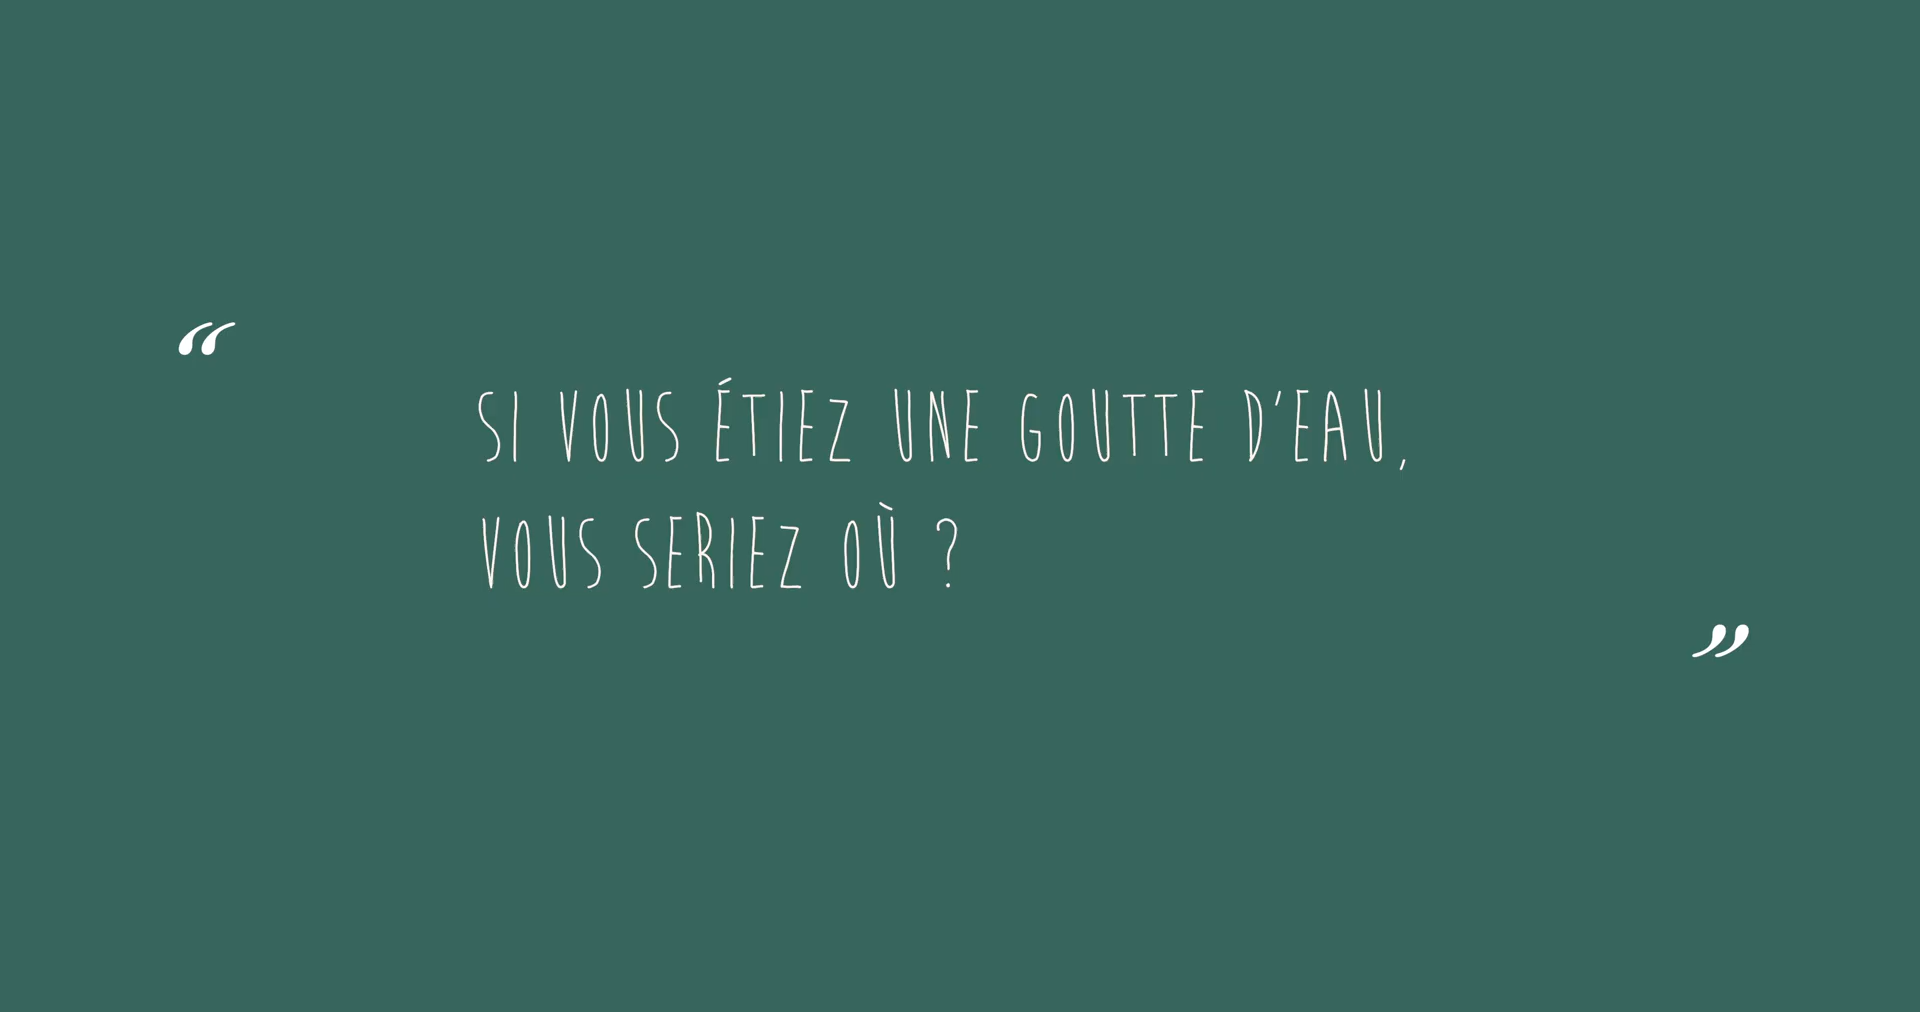 “
SI VOUS ÉTIEZ UNE GOUTTE D’EAU,
VOUS SERIEZ OÙ ?
”